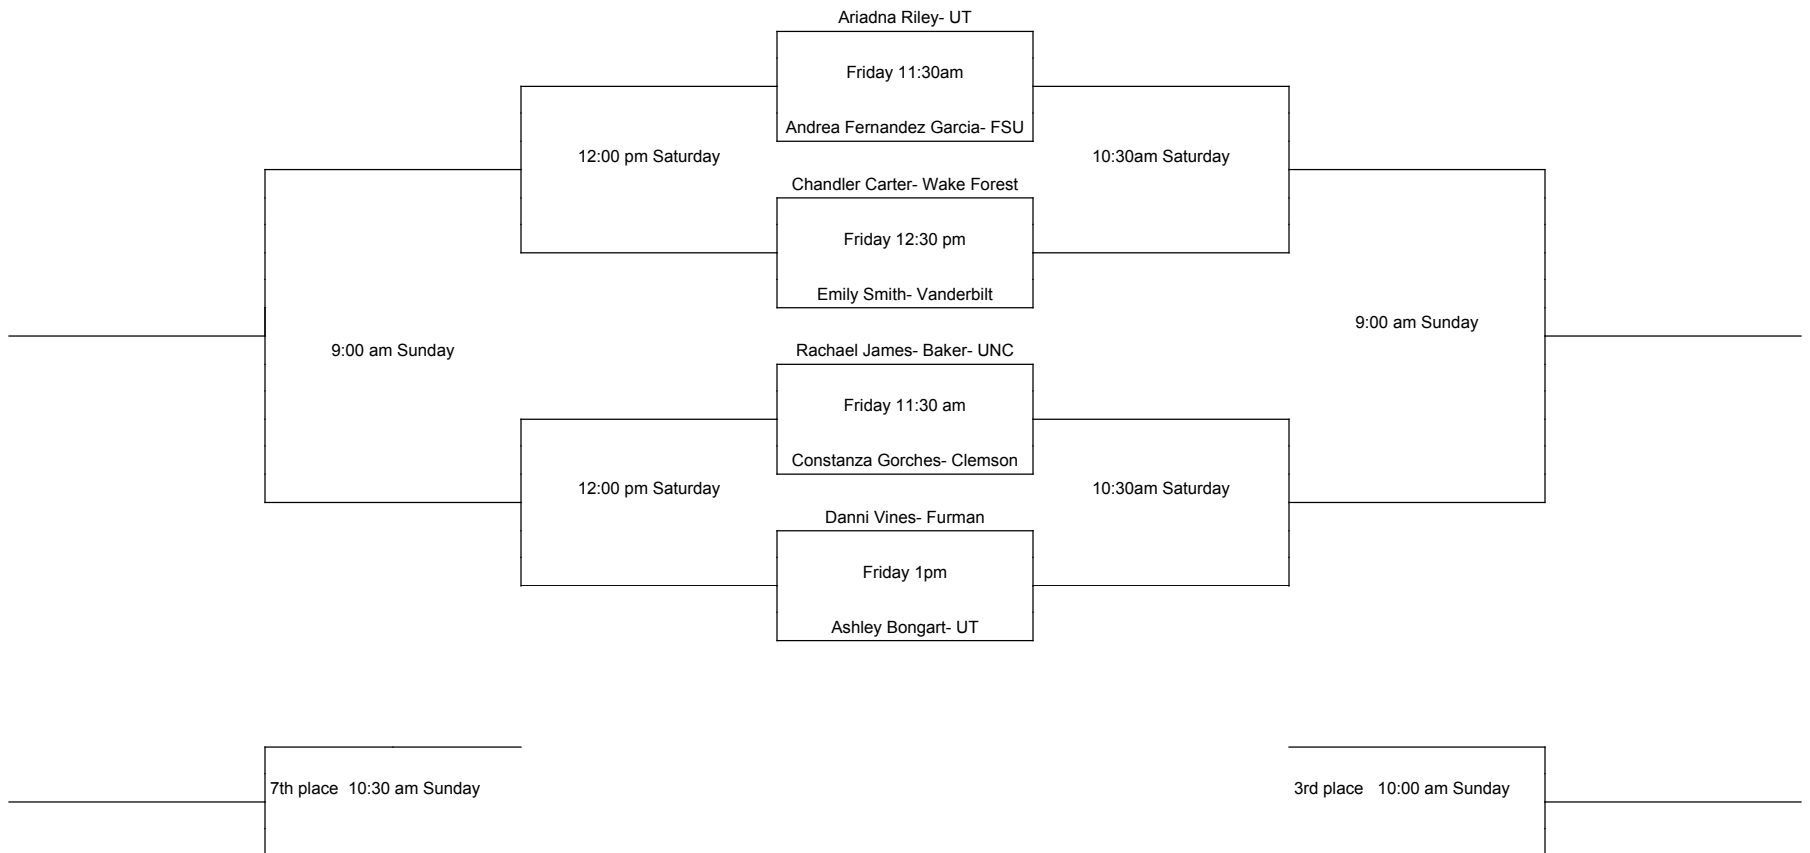 Ariadna Riley- UT
Friday 11:30am
Andrea Fernandez Garcia- FSU
12:00 pm Saturday
10:30am Saturday
Chandler Carter- Wake Forest
Friday 12:30 pm
Emily Smith- Vanderbilt
9:00 am Sunday
9:00 am Sunday
Rachael James- Baker- UNC
Friday 11:30 am
Constanza Gorches- Clemson
12:00 pm Saturday
10:30am Saturday
Danni Vines- Furman
Friday 1pm
Ashley Bongart- UT
7th place 10:30 am Sunday
3rd place 10:00 am Sunday